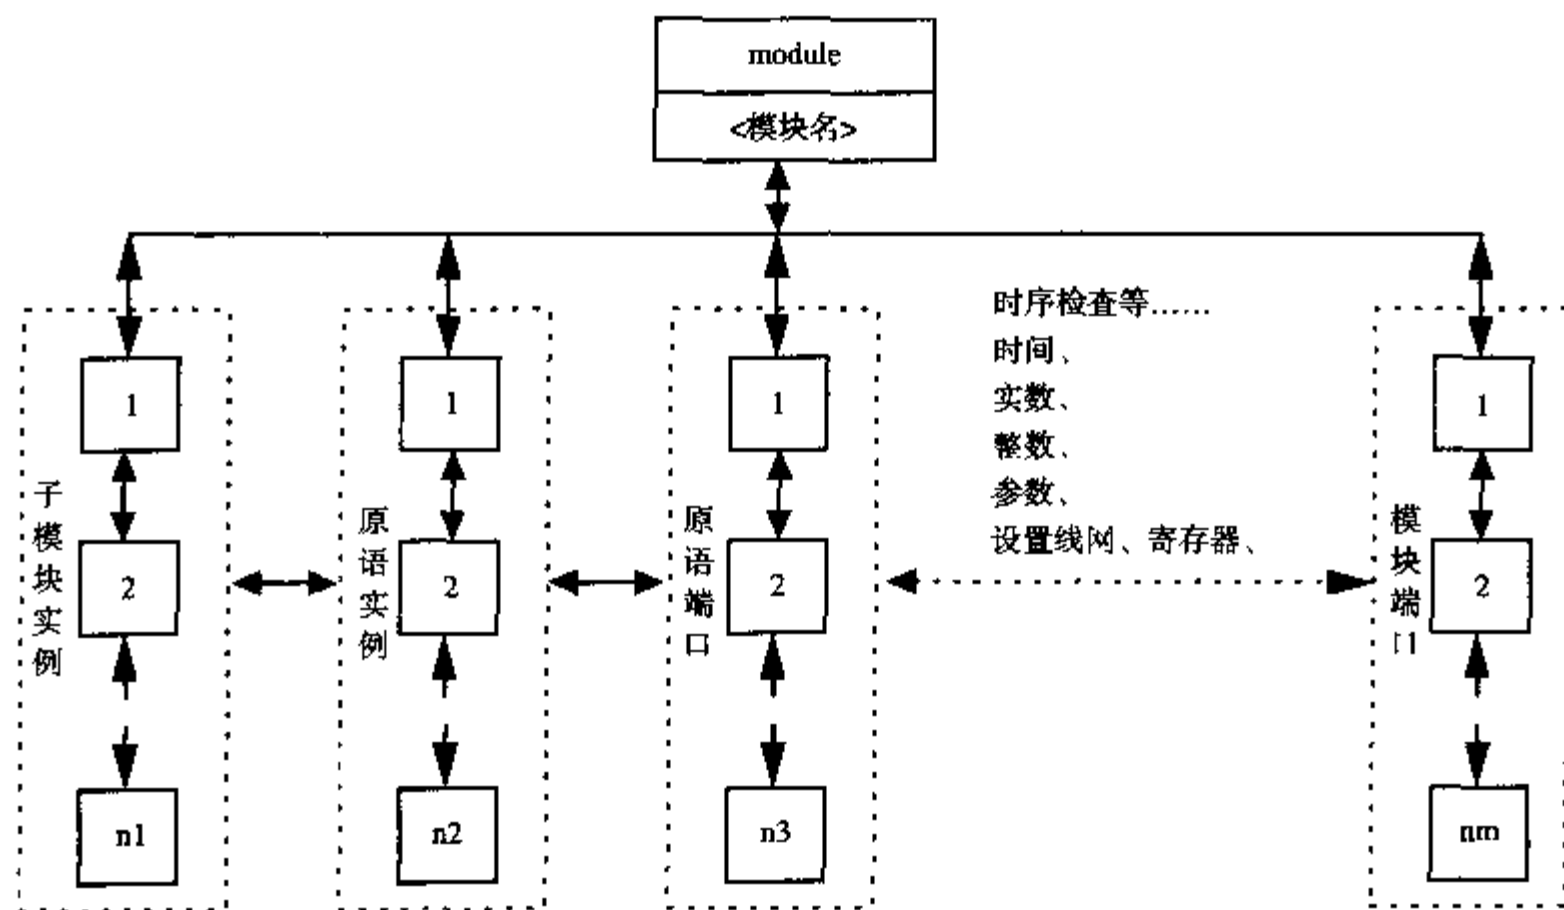 module
<模块名>
时序检查等……
时间、
实数、
整数、
参数、
设置线网、寄存器、
子模块实例
1
2
n1
原语实例
1
2
n2
原语端口
1
2
n3
模块端口
1
2
nm